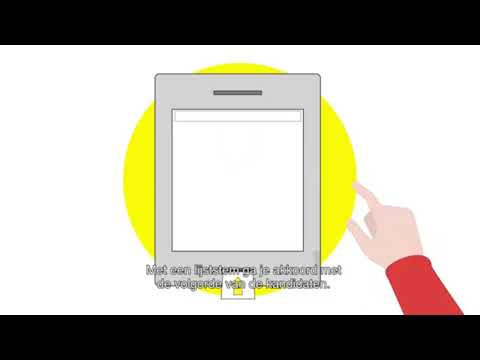 Met een lijststem ga je akkoord met
de volgorde van de kandidaten.